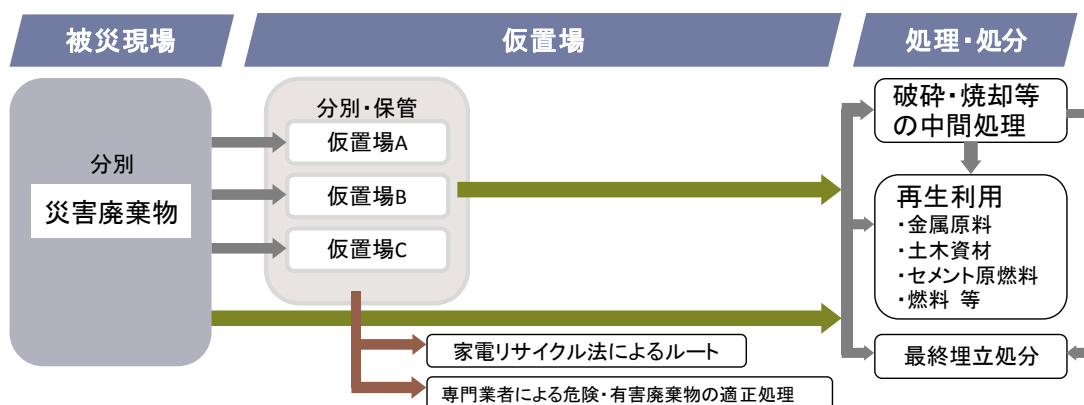 被災現場
仮置場
処理・処分
分別
災害廃棄物
分別・保管
仮置場A
仮置場B
仮置場C
家電リサイクル法によるルート
専門業者による危険・有害廃棄物の適正処理
破砕・焼却等
の中間処理
再生利用
・金属原料
・土木資材
・セメント原燃料
・燃料 等
最終埋立処分